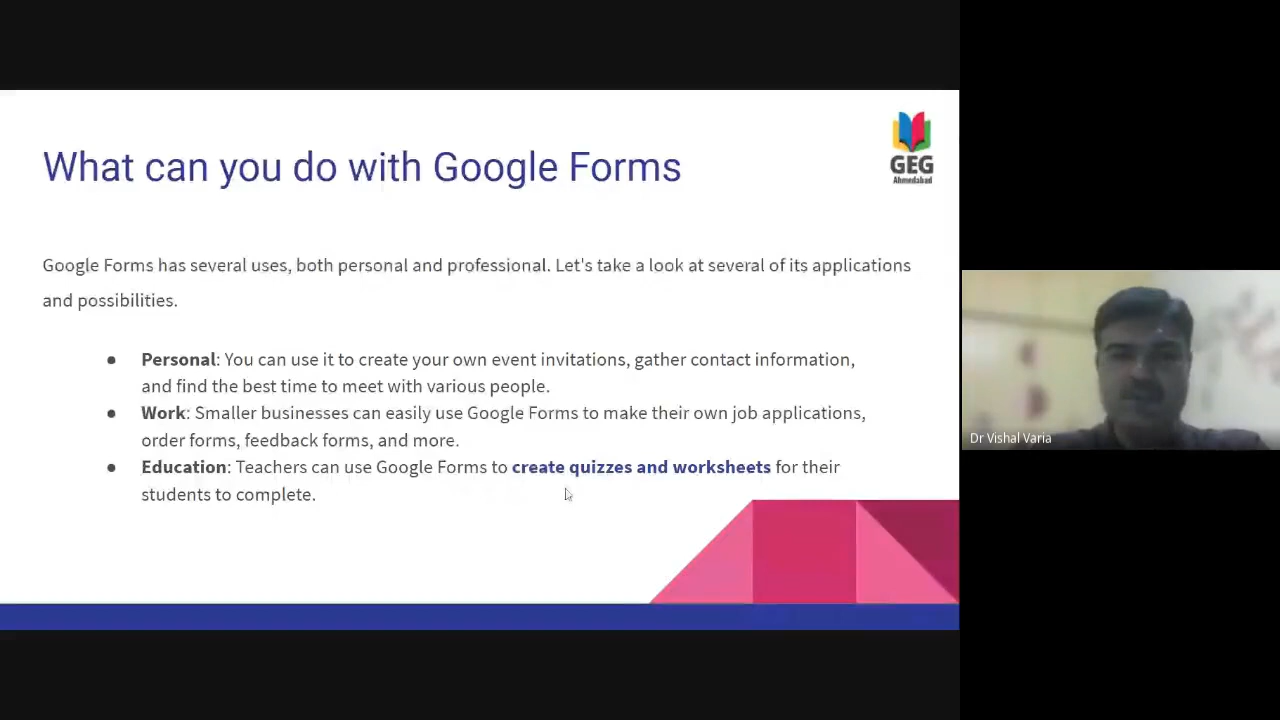 What can you do with Google Forms
GEG
Ahmedabad
Google Forms has several uses, both personal and professional. Let's take a look at several of its applications
and possibilities.
● Personal: You can use it to create your own event invitations, gather contact information,
and find the best time to meet with various people.
● Work: Smaller businesses can easily use Google Forms to make their own job applications,
order forms, feedback forms, and more.
● Education: Teachers can use Google Forms to create quizzes and worksheets for their
students to complete.
Dr Vishal Varia